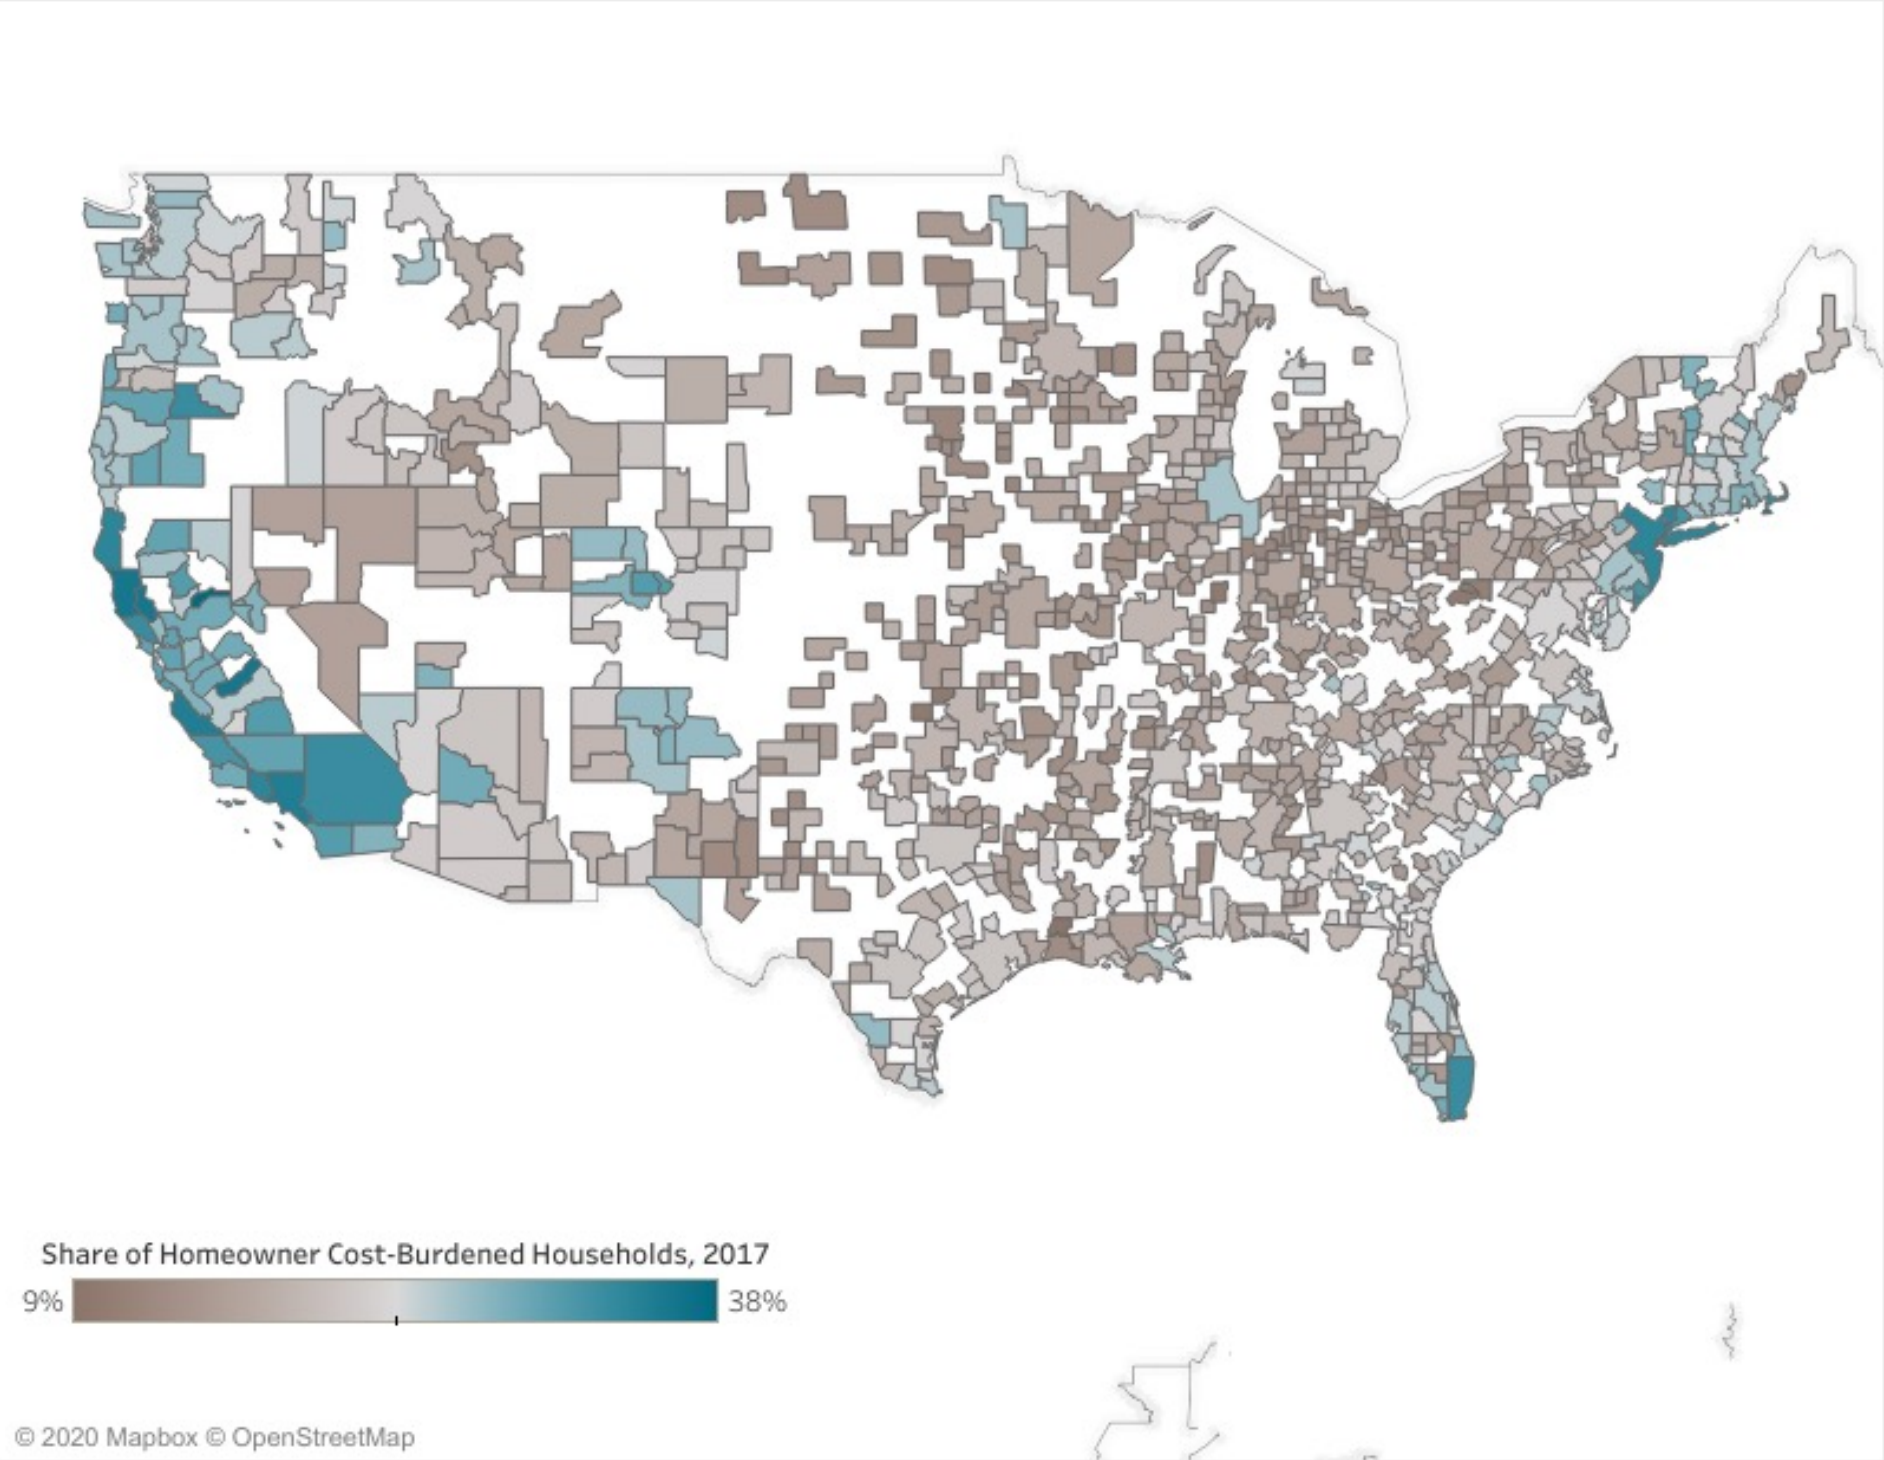 Share of Homeowner Cost-Burdened Households, 2017
9% 38%
© 2020 Mapbox © OpenStreetMap